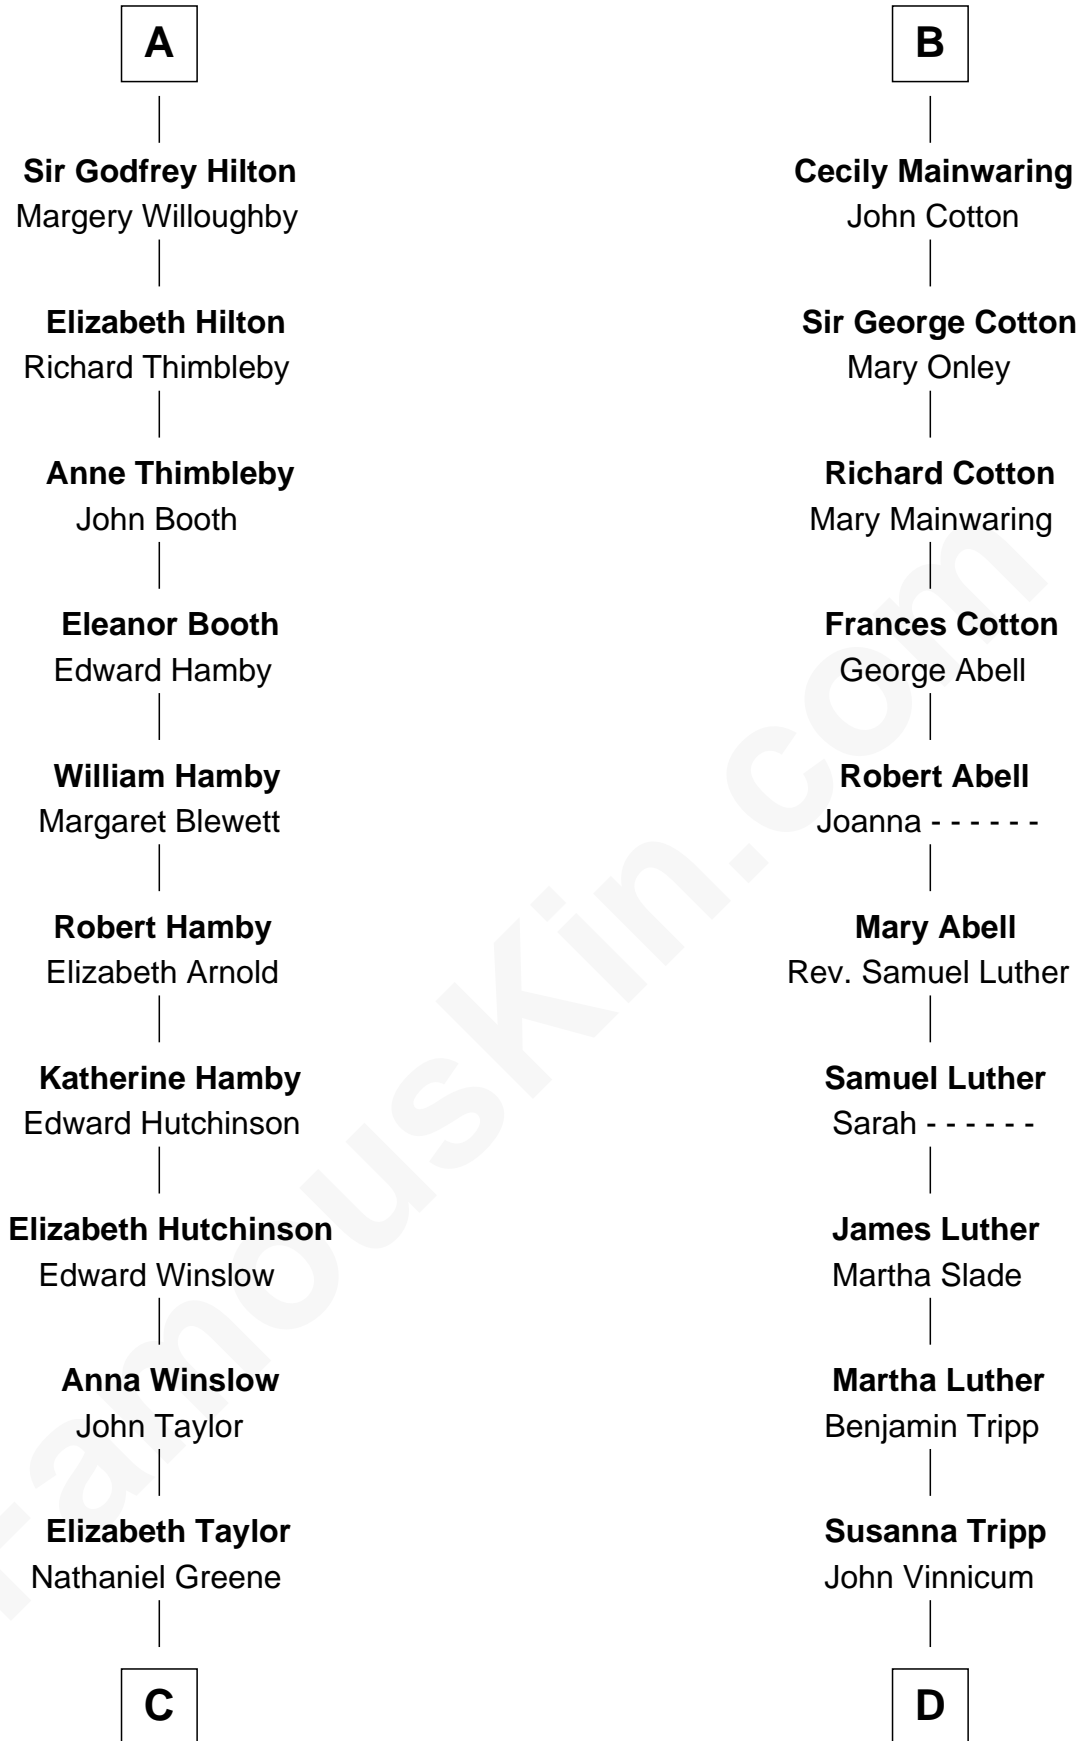 A
Sir Godfrey Hilton
Margery Willoughby
Elizabeth Hilton
Richard Thimbleby
Anne Thimbleby
John Booth
Eleanor Booth
Edward Hamby
William Hamby
Margaret Blewett
Robert Hamby
Elizabeth Arnold
Katherine Hamby
Edward Hutchinson
Elizabeth Hutchinson
Edward Winslow
Anna Winslow
John Taylor
Elizabeth Taylor
Nathaniel Greene
C
B
Cecily Mainwaring
John Cotton
Sir George Cotton
Mary Onley
Richard Cotton
Mary Mainwaring
Frances Cotton
George Abell
Robert Abell
Joanna - - - - - -
Mary Abell
Rev. Samuel Luther
Samuel Luther
Sarah - - - - - -
James Luther
Martha Slade
Martha Luther
Benjamin Tripp
Susanna Tripp
John Vinnicum
D
FamousKin.com